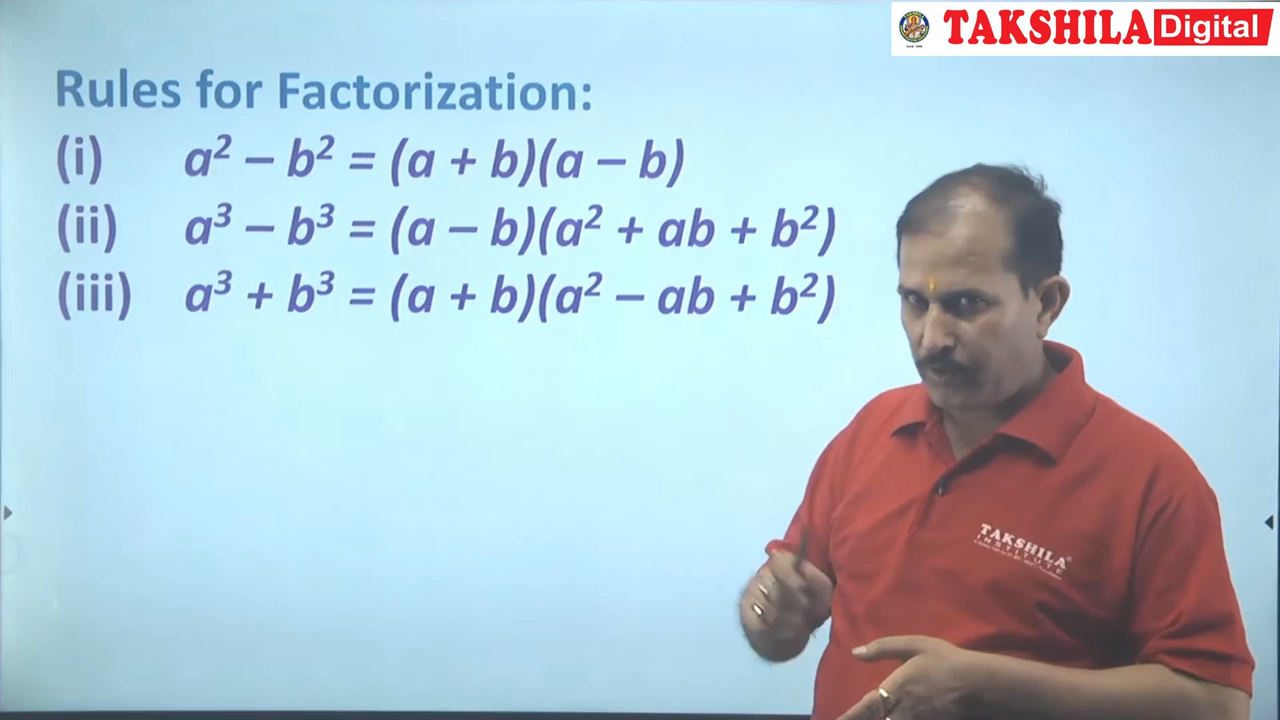 TAKSHILA Digital
Rules for Factorization:
(i) a² – b² = (a + b)(a – b)
(ii) a³ – b³ = (a – b)(a² + ab + b²)
(iii) a³ + b³ = (a + b)(a² – ab + b²)
TAKSHILA
INSTITUTE